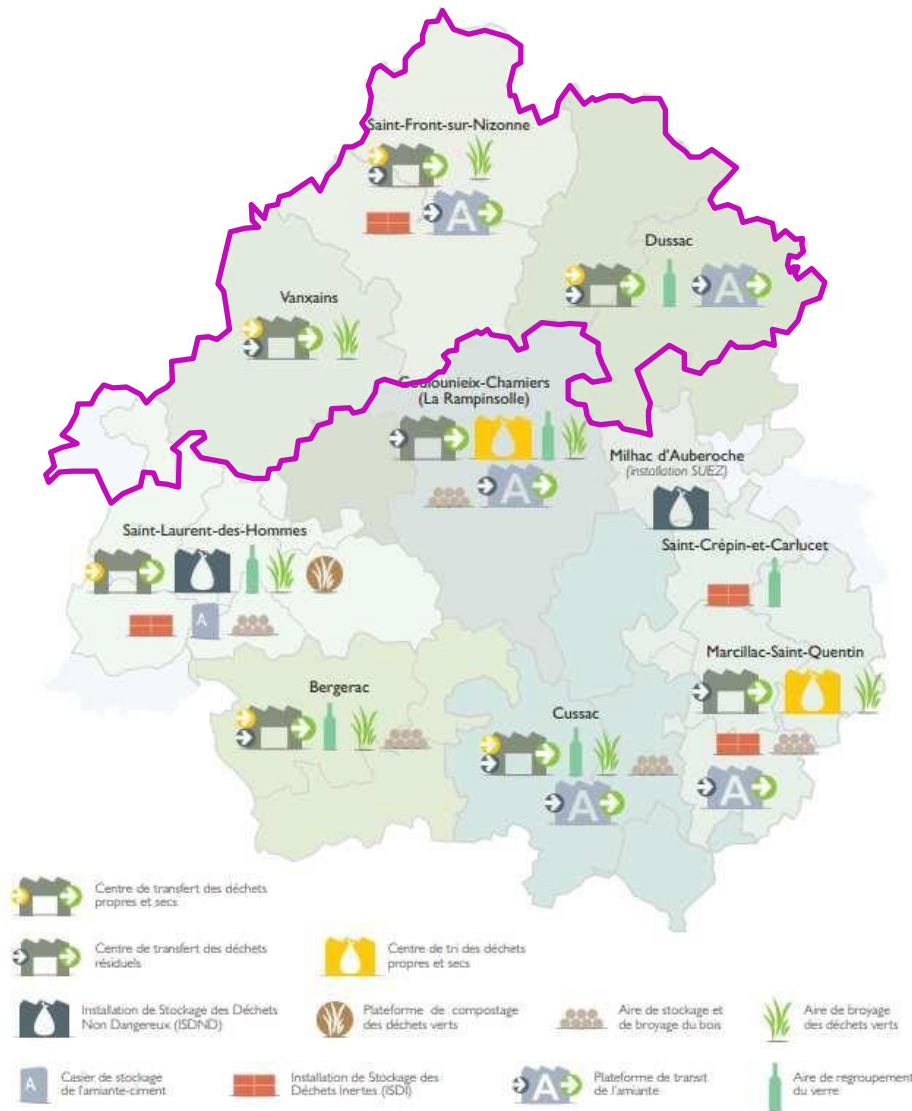 Saint-Front-sur-Nizonne
Dussac
Vanxains
Coulounieix-Chamiers
(La Rampinsolle)
Milhac d'Auberoche
(installation SUEZ)
Saint-Laurent-des-Hommes
Saint-Crépin-et-Carlucet
Marcillac-Saint-Quentin
Bergerac
Cussac
A
A
A
A
A
A
Centre de transfert des déchets
propres et secs
Centre de transfert des déchets
résiduels
Centre de tri des déchets
propres et secs
Installation de Stockage des Déchets
Non Dangereux (ISDND)
Plateforme de compostage
des déchets verts
Aire de stockage et
de broyage du bois
Aire de broyage
des déchets verts
A
Casier de stockage
de l'amiante-ciment
Installation de Stockage des
Déchets Inertes (ISDI)
A
Plateforme de transit
de l'amiante
Aire de regroupement
du verre